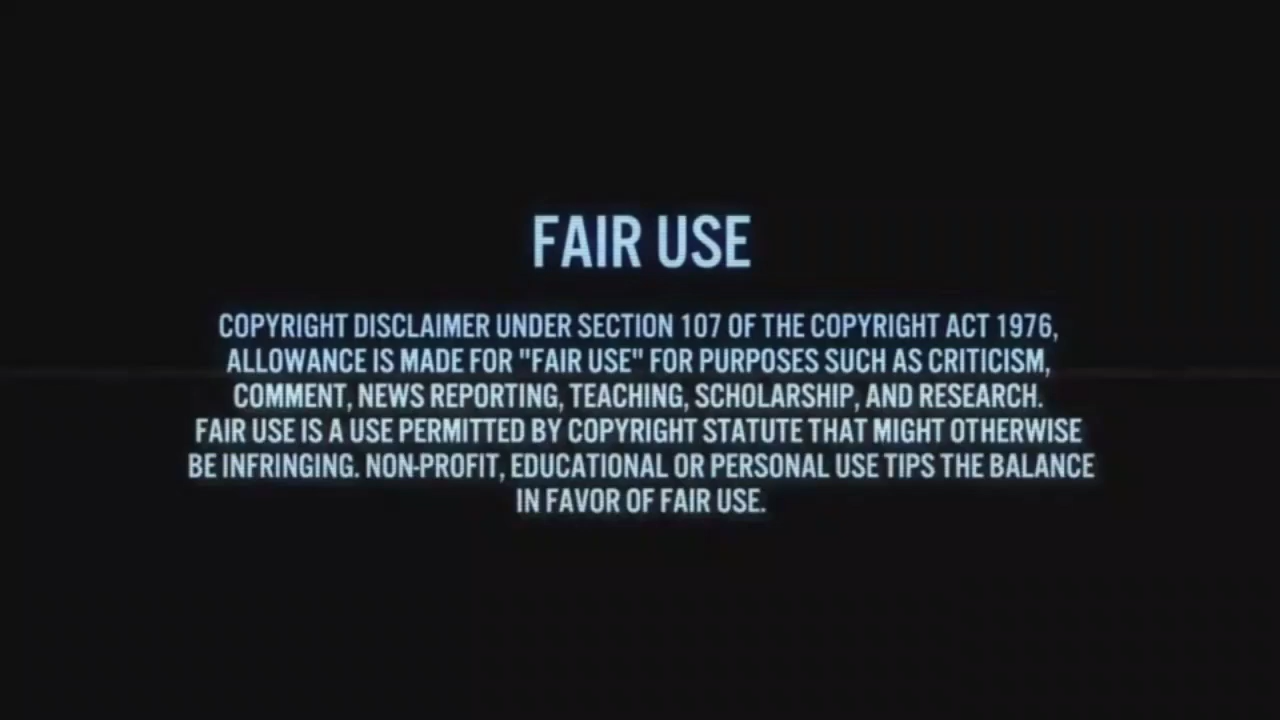 FAIR USE
COPYRIGHT DISCLAIMER UNDER SECTION 107 OF THE COPYRIGHT ACT 1976,
ALLOWANCE IS MADE FOR "FAIR USE" FOR PURPOSES SUCH AS CRITICISM,
COMMENT, NEWS REPORTING, TEACHING, SCHOLARSHIP, AND RESEARCH.
FAIR USE IS A USE PERMITTED BY COPYRIGHT STATUTE THAT MIGHT OTHERWISE
BE INFRINGING. NON-PROFIT, EDUCATIONAL OR PERSONAL USE TIPS THE BALANCE
IN FAVOR OF FAIR USE.